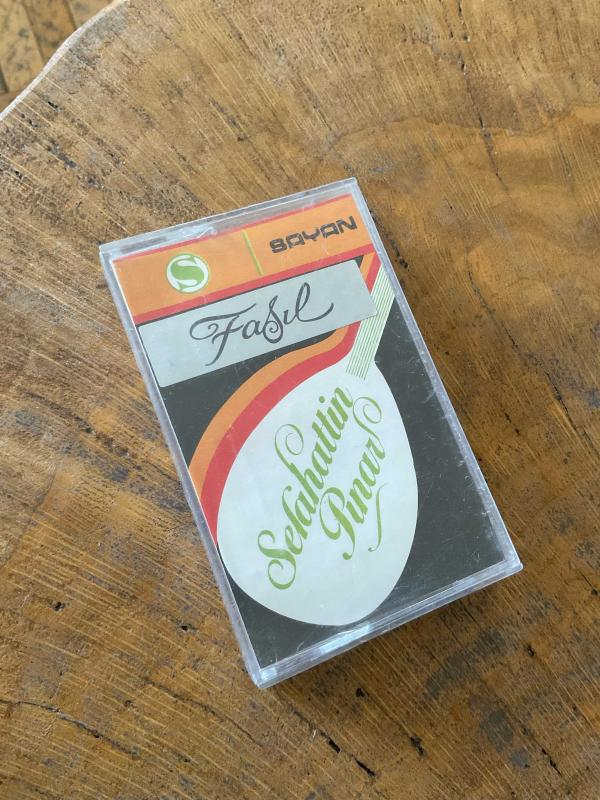 S SAYAN
Fasıl
Selahattin
Pınar